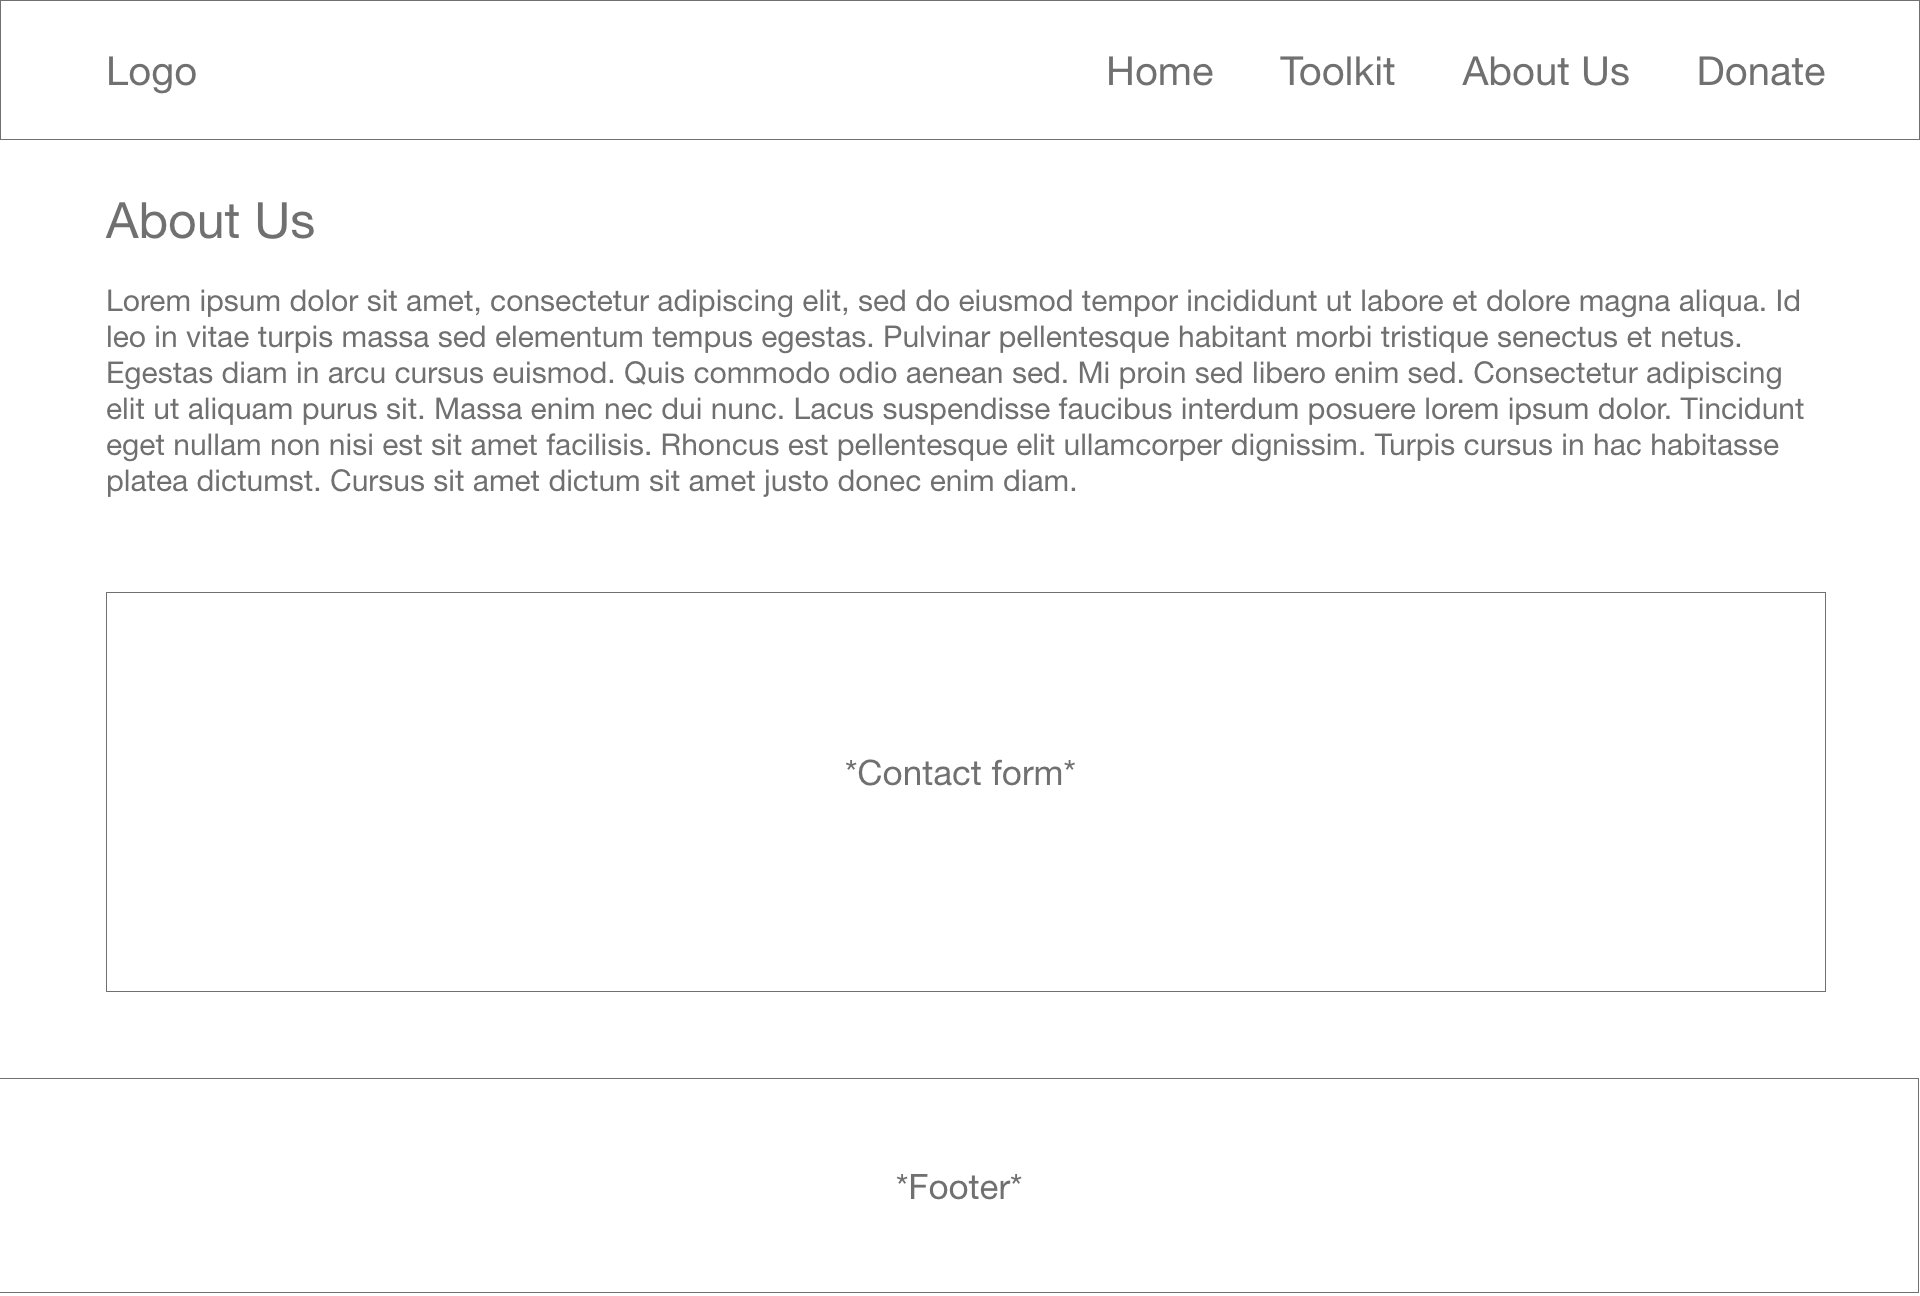 Logo Home Toolkit About Us Donate
About Us
Lorem ipsum dolor sit amet, consectetur adipiscing elit, sed do eiusmod tempor incididunt ut labore et dolore magna aliqua. Id
leo in vitae turpis massa sed elementum tempus egestas. Pulvinar pellentesque habitant morbi tristique senectus et netus.
Egestas diam in arcu cursus euismod. Quis commodo odio aenean sed. Mi proin sed libero enim sed. Consectetur adipiscing
elit ut aliquam purus sit. Massa enim nec dui nunc. Lacus suspendisse faucibus interdum posuere lorem ipsum dolor. Tincidunt
eget nullam non nisi est sit amet facilisis. Rhoncus est pellentesque elit ullamcorper dignissim. Turpis cursus in hac habitasse
platea dictumst. Cursus sit amet dictum sit amet justo donec enim diam.
*Contact form*
*Footer*